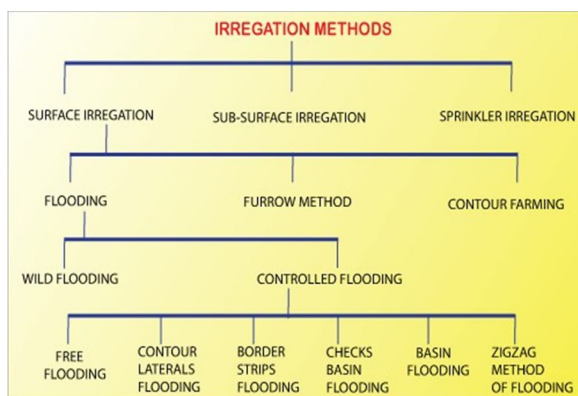 IRREGATION METHODS
SURFACE IRREGATION
SUB-SURFACE IRREGATION
SPRINKLER IRREGATION
FLOODING
FURROW METHOD
CONTOUR FARMING
WILD FLOODING
CONTROLLED FLOODING
FREE
FLOODING
CONTOUR
LATERALS
FLOODING
BORDER
STRIPS
FLOODING
CHECKS
BASIN
FLOODING
BASIN
FLOODING
ZIGZAG
METHOD
OF FLOODING